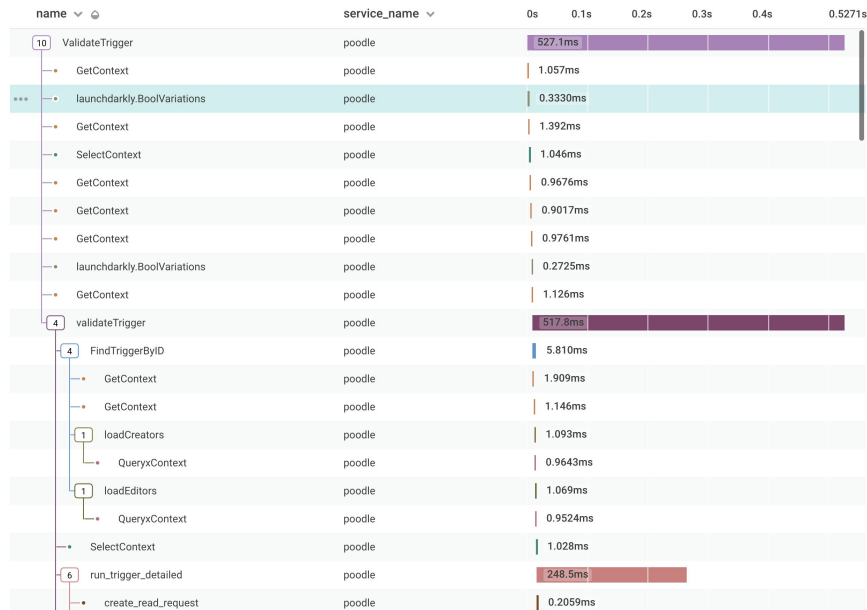 name service_name 0s 0.1s 0.2s 0.3s 0.4s 0.5271s
10 ValidateTrigger poodle 527.1ms
GetContext poodle 1.057ms
launchdarkly.BoolVariations poodle 0.3330ms
GetContext poodle 1.392ms
SelectContext poodle 1.046ms
GetContext poodle 0.9676ms
GetContext poodle 0.9017ms
GetContext poodle 0.9761ms
launchdarkly.BoolVariations poodle 0.2725ms
GetContext poodle 1.126ms
4 validateTrigger poodle 517.8ms
4 FindTriggerByID poodle 5.810ms
GetContext poodle 1.909ms
GetContext poodle 1.146ms
1 loadCreators poodle 1.093ms
QueryxContext poodle 0.9643ms
1 loadEditors poodle 1.069ms
QueryxContext poodle 0.9524ms
SelectContext poodle 1.028ms
6 run_trigger_detailed poodle 248.5ms
create_read_request poodle 0.2059ms